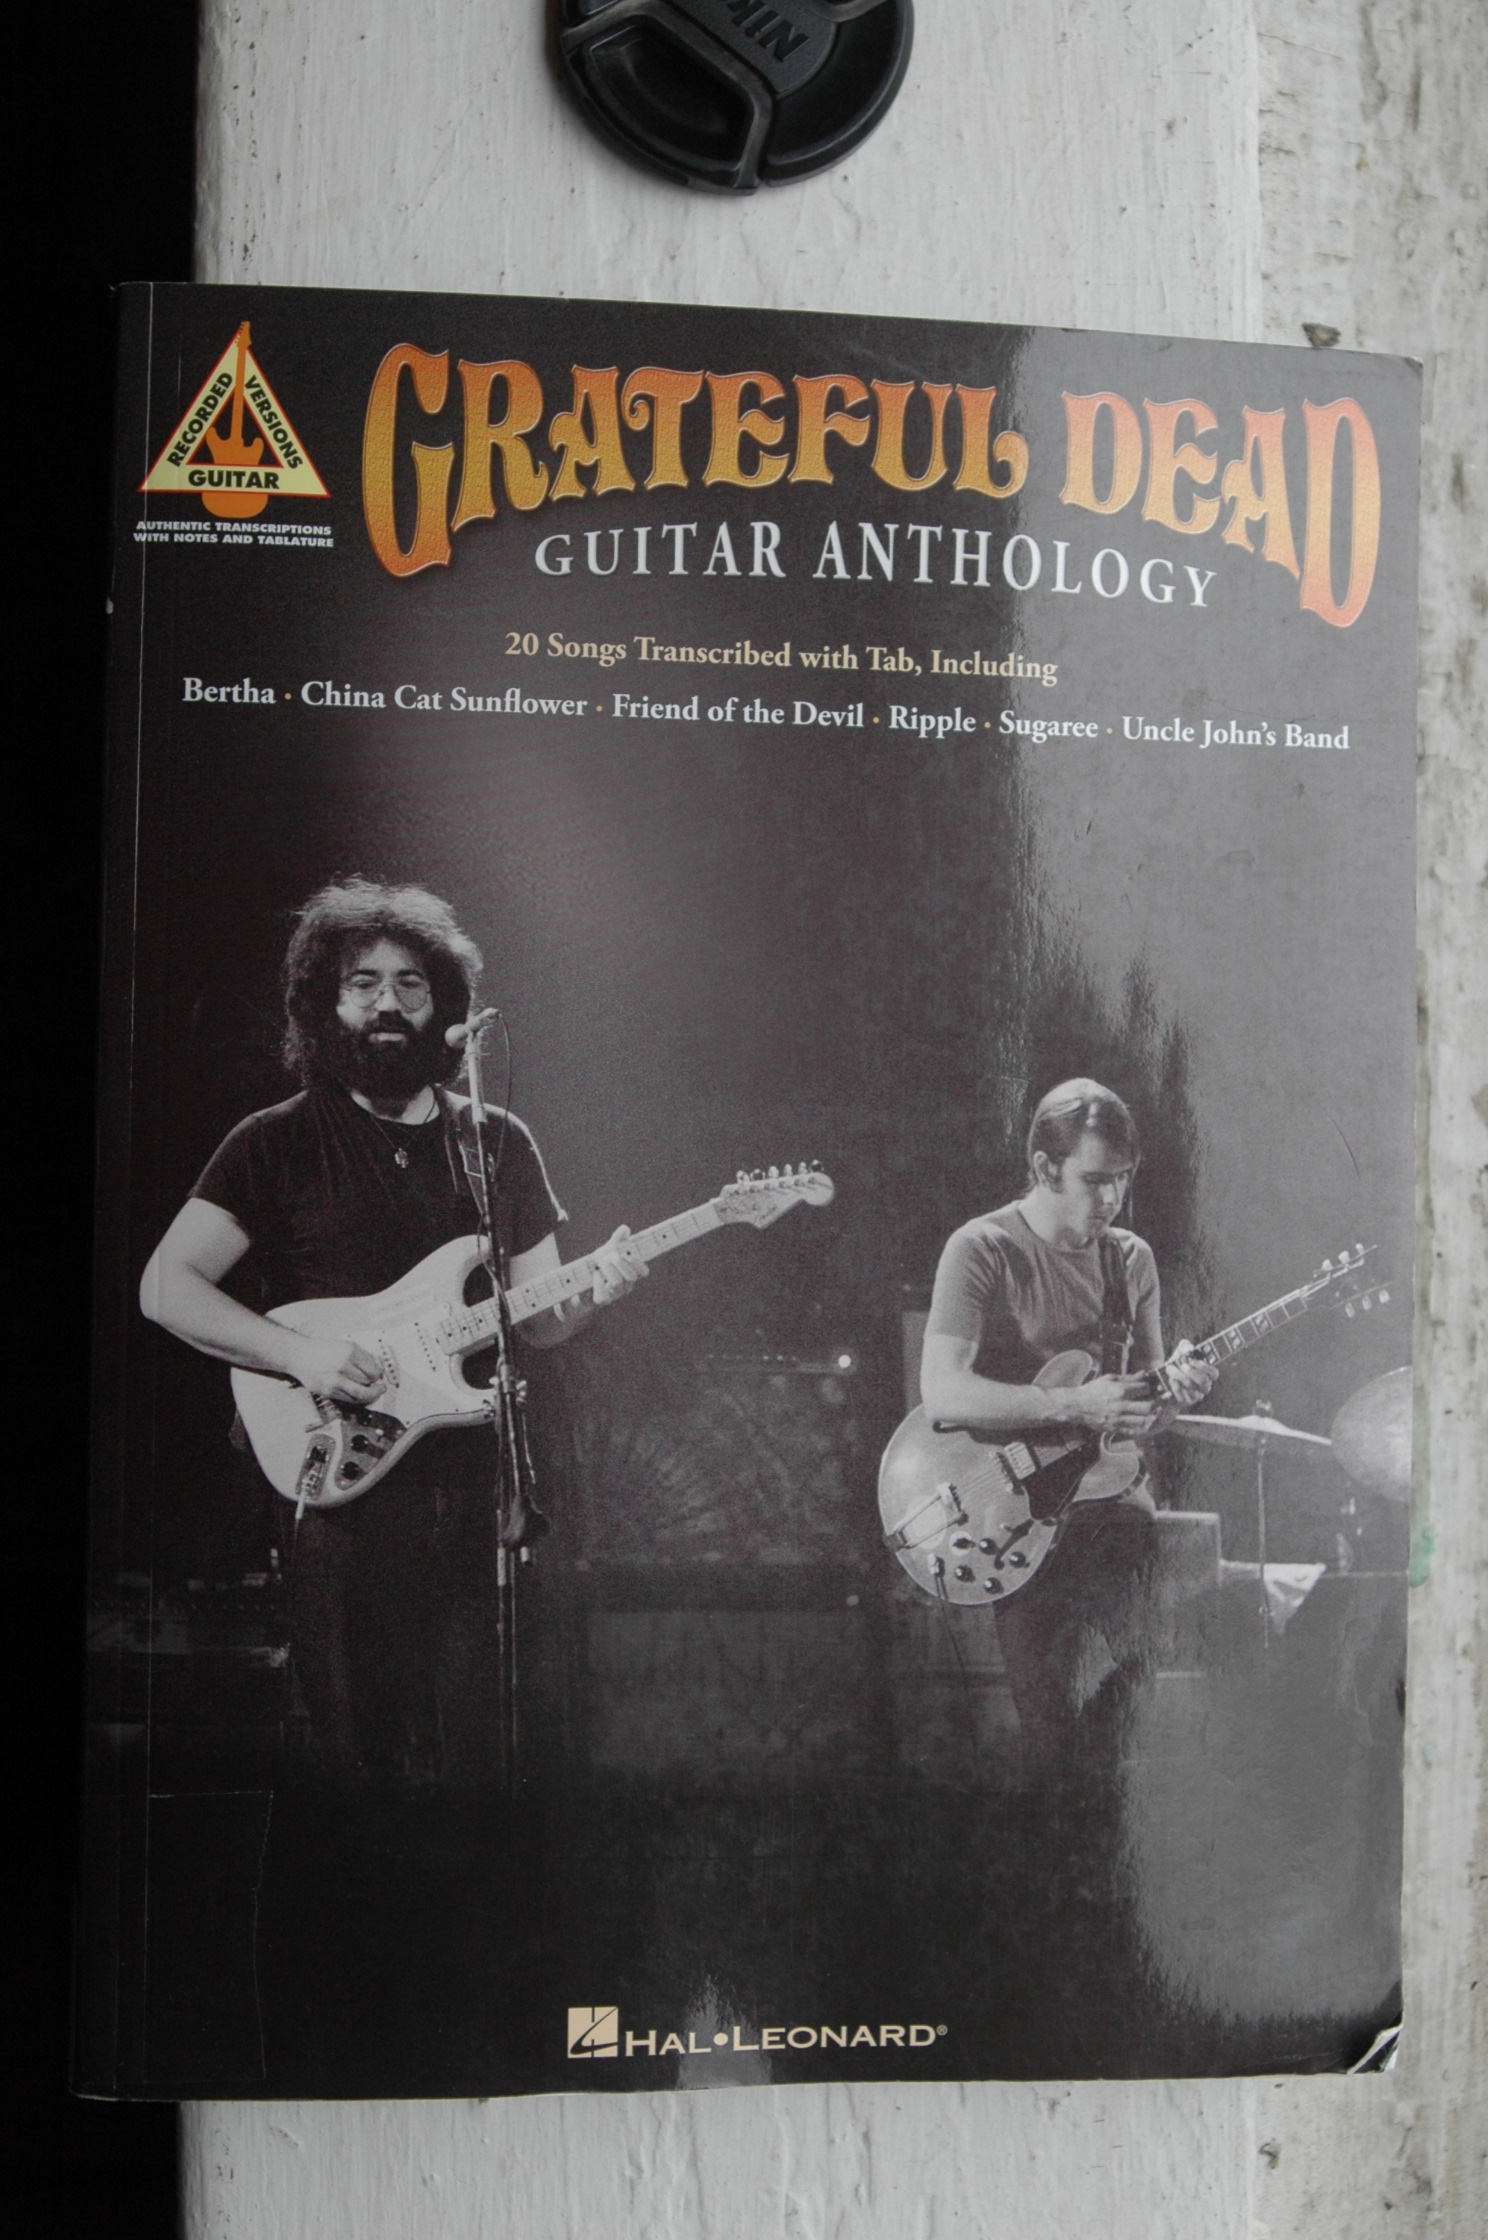 Nik
RECORDED
VERSIONS
GUITAR
AUTHENTIC TRANSCRIPTIONS
WITH NOTES AND TABLATURE
GRATEFUL DEAD
GUITAR ANTHOLOGY
20 Songs Transcribed with Tab, Including
Bertha • China Cat Sunflower • Friend of the Devil • Ripple • Sugaree • Uncle John's Band
HAL•LEONARD®